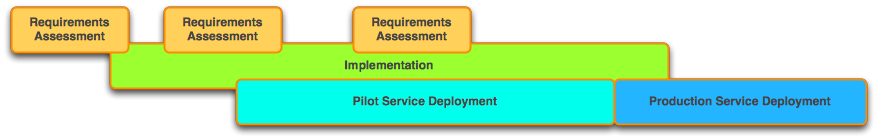 Requirements
Assessment
Requirements
Assessment
Requirements
Assessment
Implementation
Pilot Service Deployment
Production Service Deployment